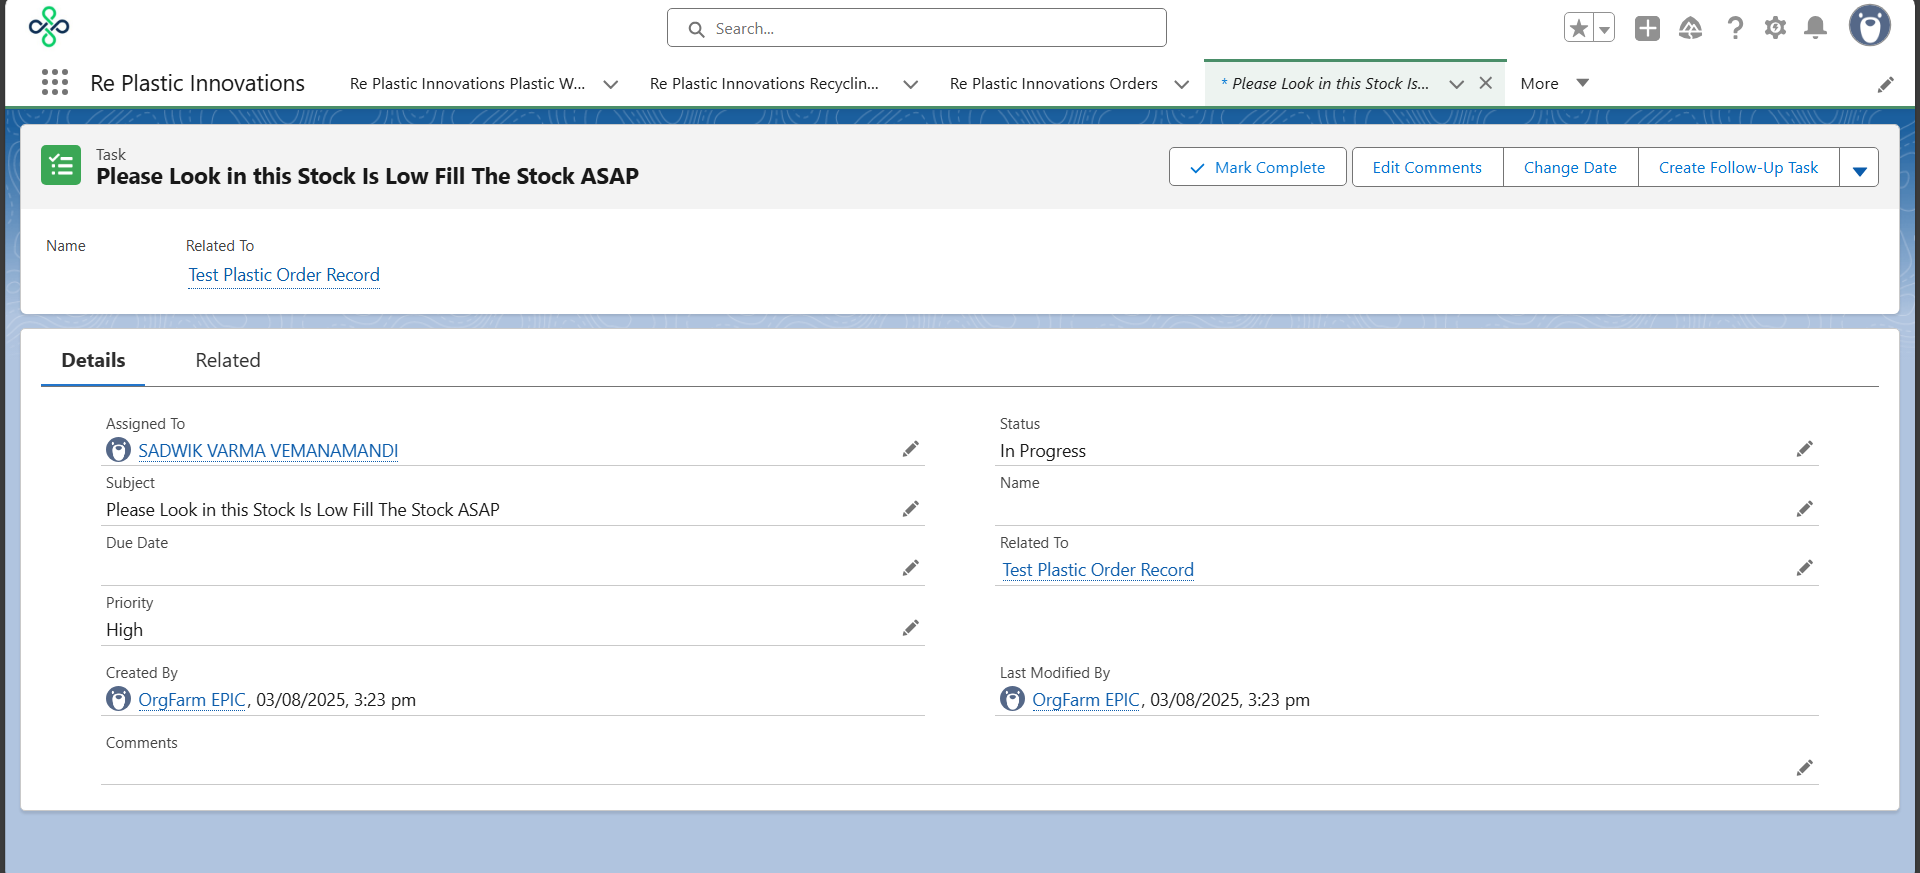 Search...
Re Plastic Innovations
Re Plastic Innovations Plastic W...
Re Plastic Innovations Recyclin...
Re Plastic Innovations Orders
* Please Look in this Stock Is...
More
Task
Please Look in this Stock Is Low Fill The Stock ASAP
Mark Complete
Edit Comments
Change Date
Create Follow-Up Task
Name
Related To
Test Plastic Order Record
Details
Related
Assigned To
SADWIK VARMA VEMANAMANDI
Status
In Progress
Subject
Please Look in this Stock Is Low Fill The Stock ASAP
Name
Due Date
Related To
Test Plastic Order Record
Priority
High
Created By
OrgFarm EPIC, 03/08/2025, 3:23 pm
Last Modified By
OrgFarm EPIC, 03/08/2025, 3:23 pm
Comments